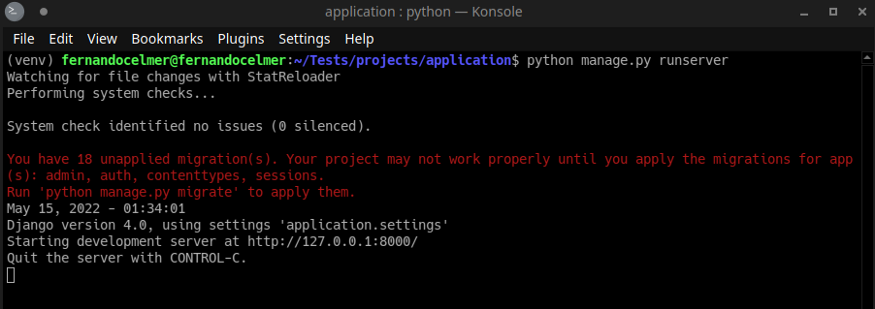 application : python — Konsole
File Edit View Bookmarks Plugins Settings Help
(venv) fernandocelmer@fernandocelmer:~/Tests/projects/application$ python manage.py runserver
Watching for file changes with StatReloader
Performing system checks...
System check identified no issues (0 silenced).
You have 18 unapplied migration(s). Your project may not work properly until you apply the migrations for app
(s): admin, auth, contenttypes, sessions.
Run 'python manage.py migrate' to apply them.
May 15, 2022 - 01:34:01
Django version 4.0, using settings 'application.settings'
Starting development server at http://127.0.0.1:8000/
Quit the server with CONTROL-C.